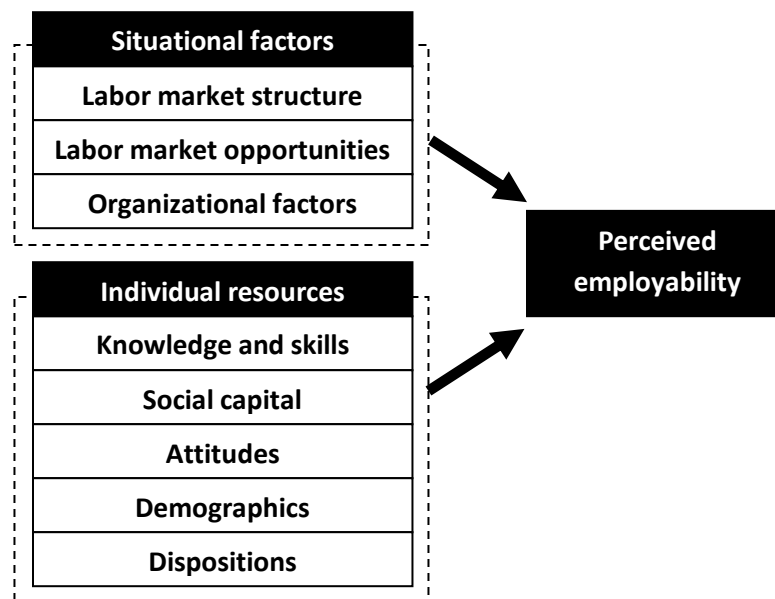 Situational factors
Labor market structure
Labor market opportunities
Organizational factors
Individual resources
Knowledge and skills
Social capital
Attitudes
Demographics
Dispositions
Perceived
employability